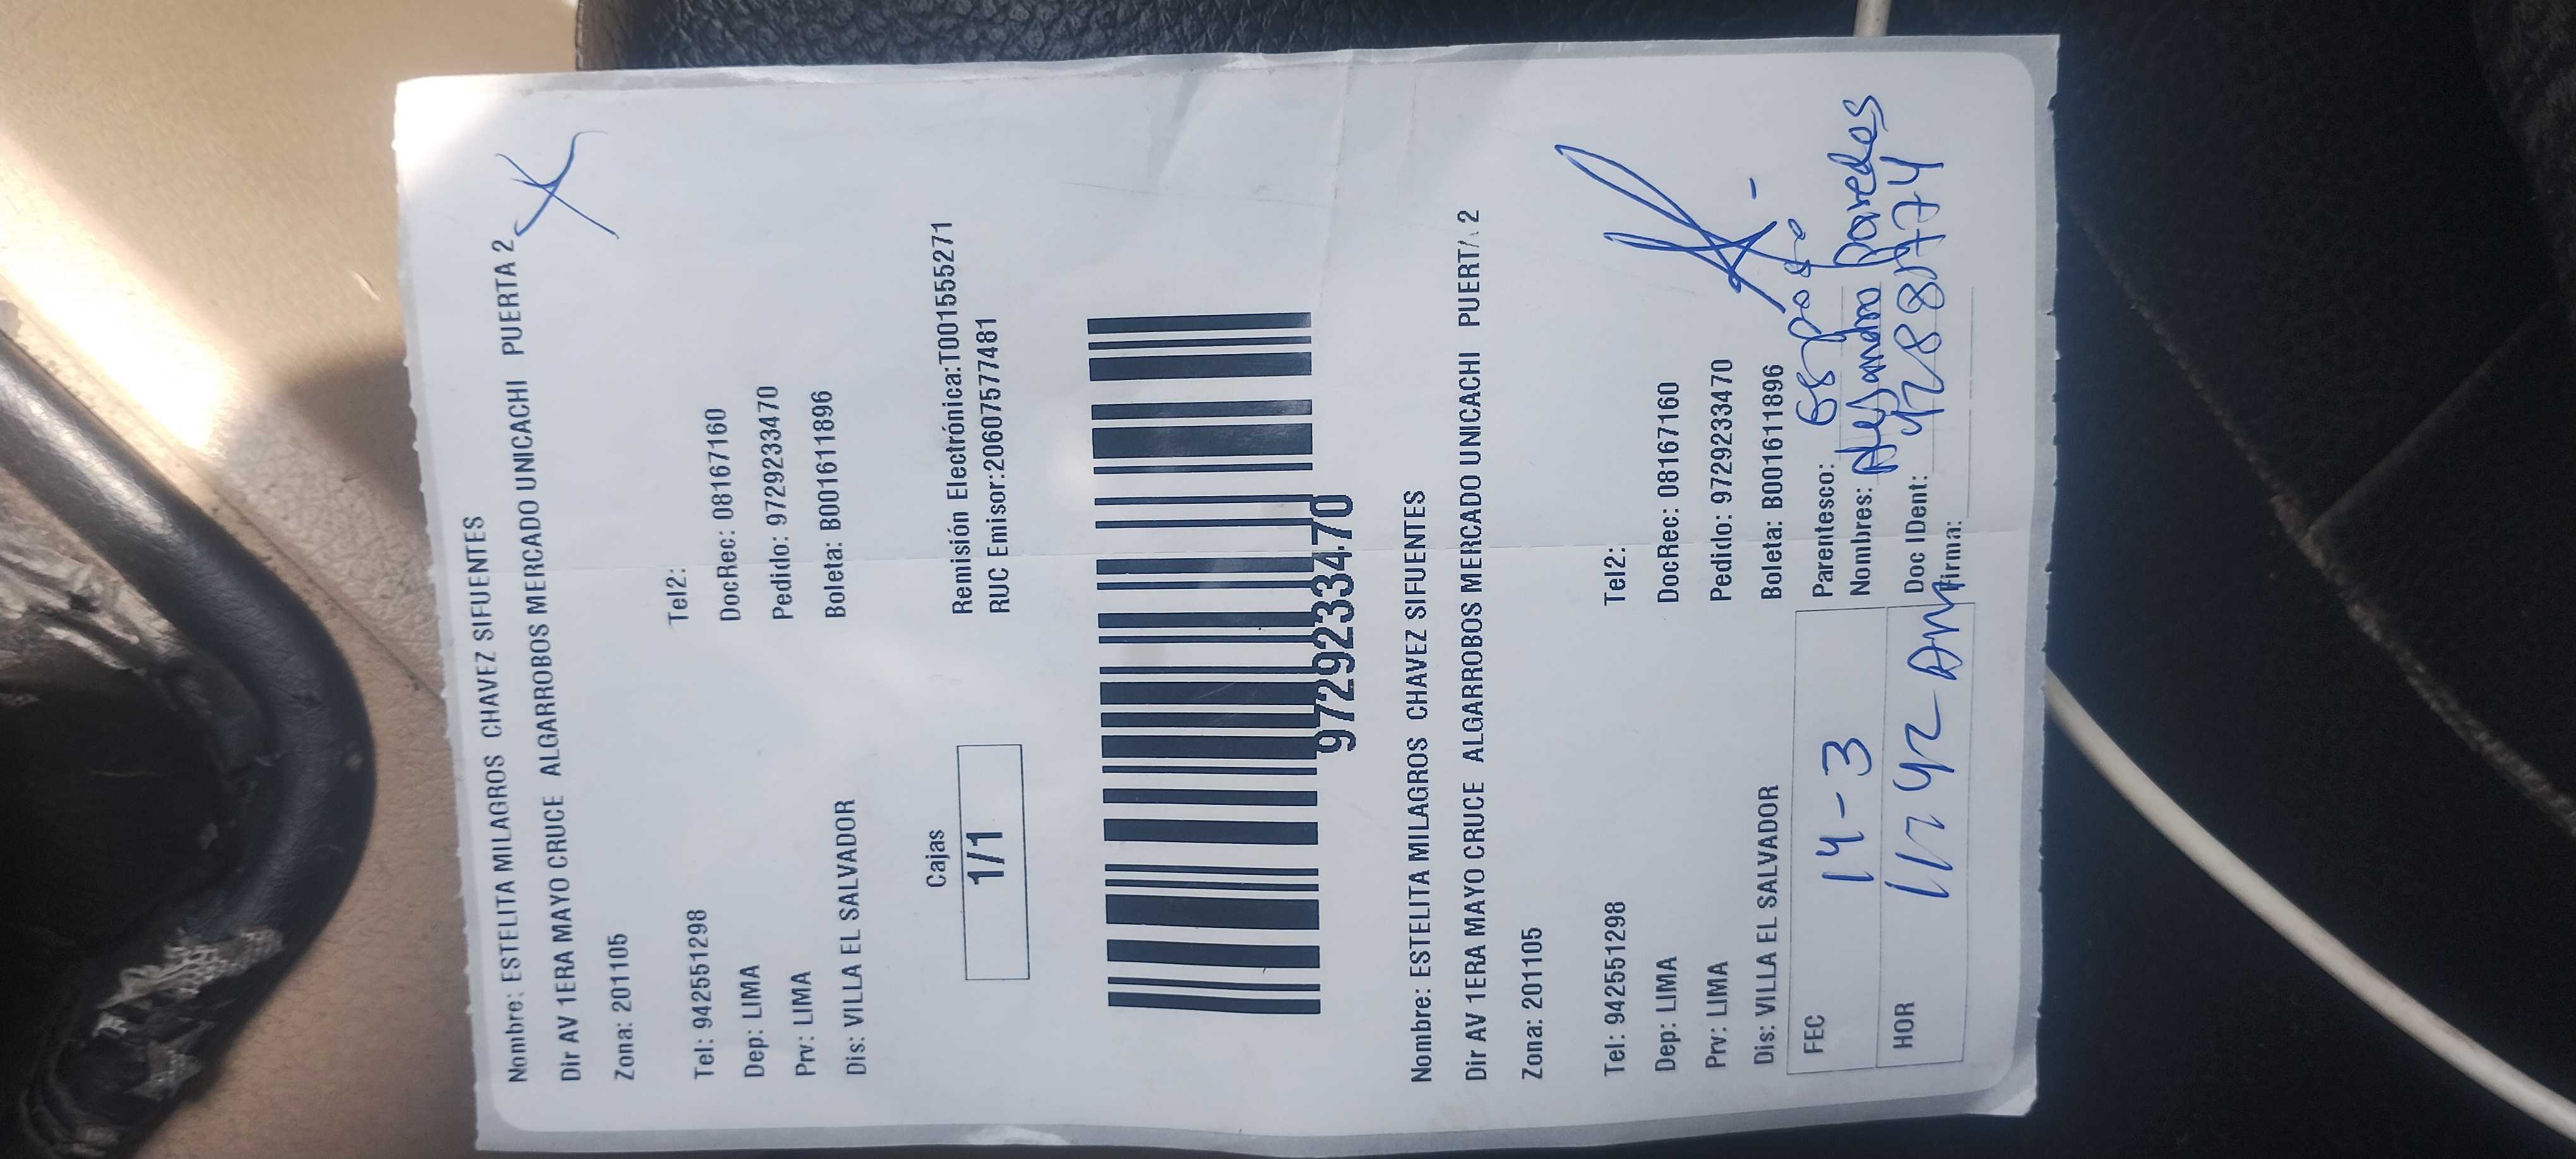 Nombre: ESTELITA MILAGROS CHAVEZ SIFUENTES
Dir AV 1ERA MAYO CRUCE ALGARROBOS MERCADO UNICACHI PUERTA 2
Zona: 201105
Tel: 942551298 Tel2:
Dep: LIMA DocRec: 08167160
Prv: LIMA Pedido: 972923347​0
Dis: VILLA EL SALVADOR Boleta: B001611896
Cajas
1/1
Remisión Electrónica:T001555271
RUC Emisor:20607577481
9729233470
Nombre: ESTELITA MILAGROS CHAVEZ SIFUENTES
Dir AV 1ERA MAYO CRUCE ALGARROBOS MERCADO UNICACHI PUERTA 2
Zona: 201105
Tel: 942551298 Tel2:
Dep: LIMA DocRec: 08167160
Prv: LIMA Pedido: 9729233470
Dis: VILLA EL SALVADOR Boleta: B001611896
FEC 14-3 Parentesco: Esposo
Nombres: Alejandro Paredes
HOR 11 42 AM Doc IDent:
Firma: